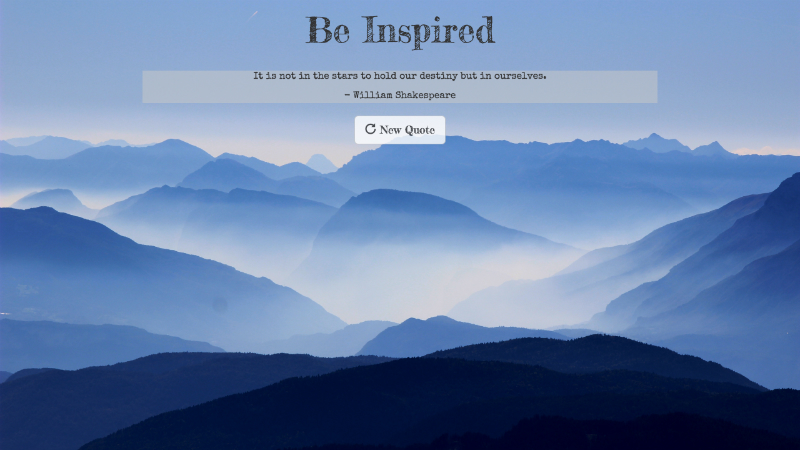 Be Inspired
It is not in the stars to hold our destiny but in ourselves.
- William Shakespeare
New Quote